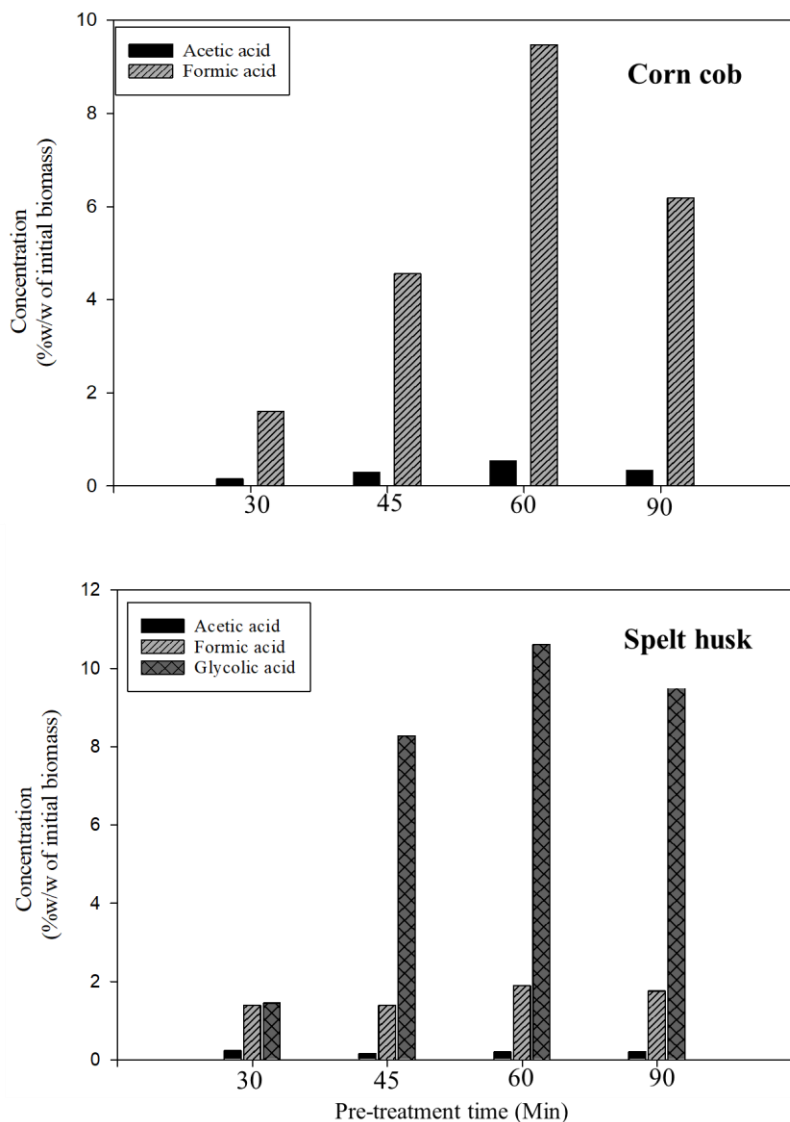 10
Acetic acid
Formic acid
Corn cob
8
6
4
2
0
Concentration
(%w/w of initial biomass)
30 45 60 90
12
Acetic acid
Formic acid
Glycolic acid
Spelt husk
10
8
6
4
2
0
Concentration
(%w/w of initial biomass)
30 45 60 90
Pre-treatment time (Min)